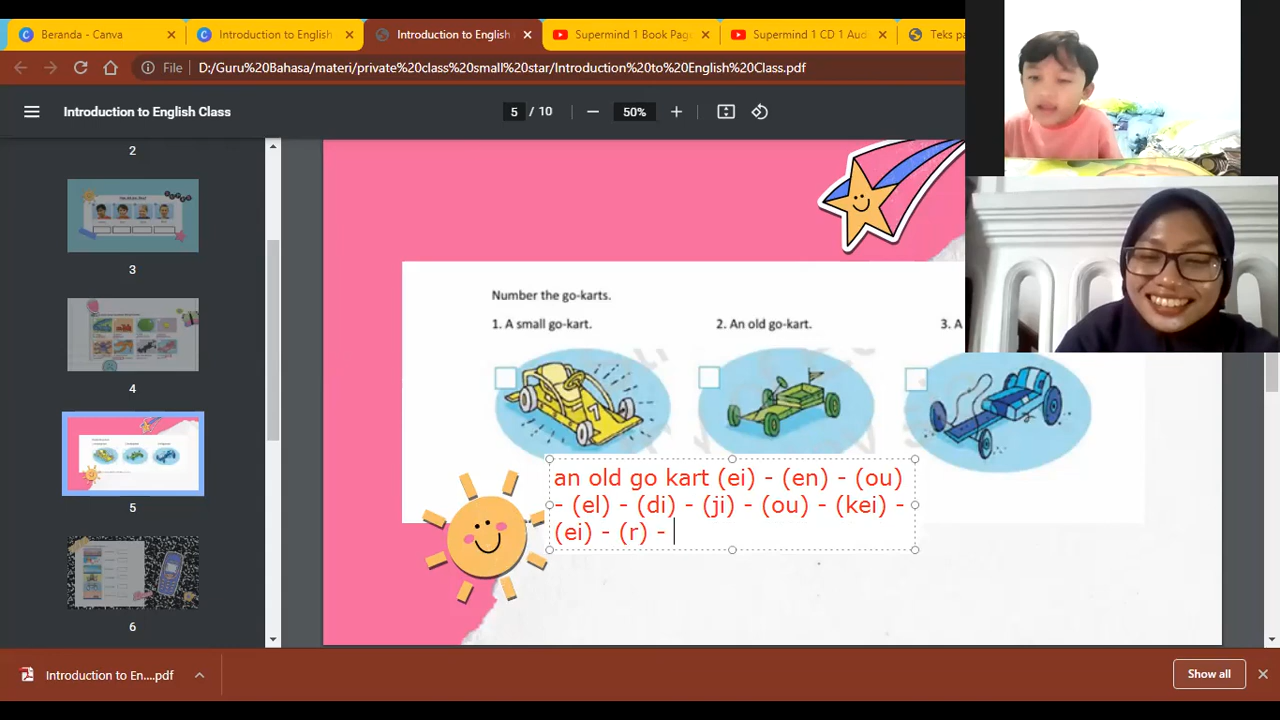 Beranda - Canva
Introduction to English
Introduction to English
Supermind 1 Book Pag
Supermind 1 CD 1 Aud
Teks pa
File
D:/Guru%20Bahasa/materi/private%20class%20small%20star/Introduction%20to%20English%20Class.pdf
Introduction to English Class
5 / 10
50%
2
3
4
5
6
Number the go-karts.
1. A small go-kart.
2. An old go-kart.
3. A
1
an old go kart (ei) - (en) - (ou)
- (el) - (di) - (ji) - (ou) - (kei) -
(ei) - (r) -
Introduction to En....pdf
Show all